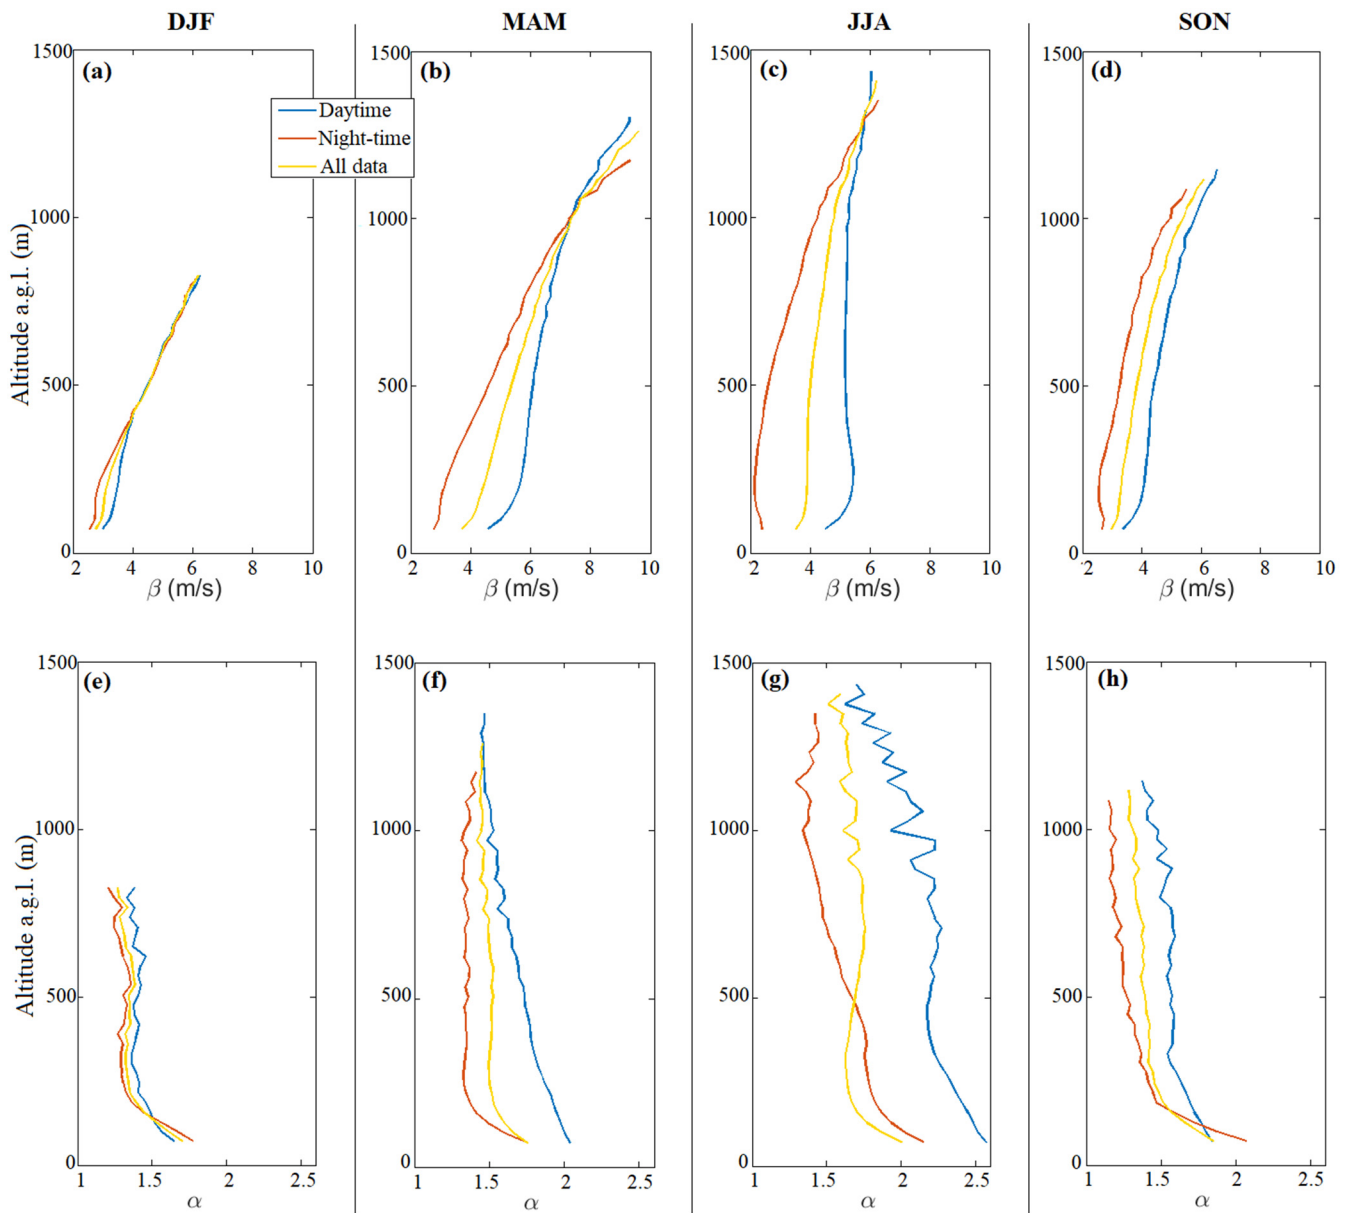 DJF MAM JJA SON
1500 1500 1500 1500
(a) (b) (c) (d)
Daytime
Night-time
All data
1000 1000 1000 1000
Altitude a.g.l. (m)
500 500 500 500
0 0 0 0
2 4 6 8 10 2 4 6 8 10 2 4 6 8 10 2 4 6 8 10
β (m/s) β (m/s) β (m/s) β (m/s)
1500 1500 1500 1500
(e) (f) (g) (h)
1000 1000 1000 1000
Altitude a.g.l. (m)
500 500 500 500
0 0 0 0
1 1.5 2 2.5 1 1.5 2 2.5 1 1.5 2 2.5 1 1.5 2 2.5
α α α α